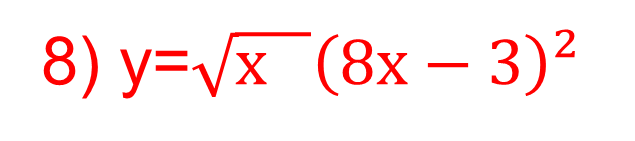 8) y=√x (8x − 3)²